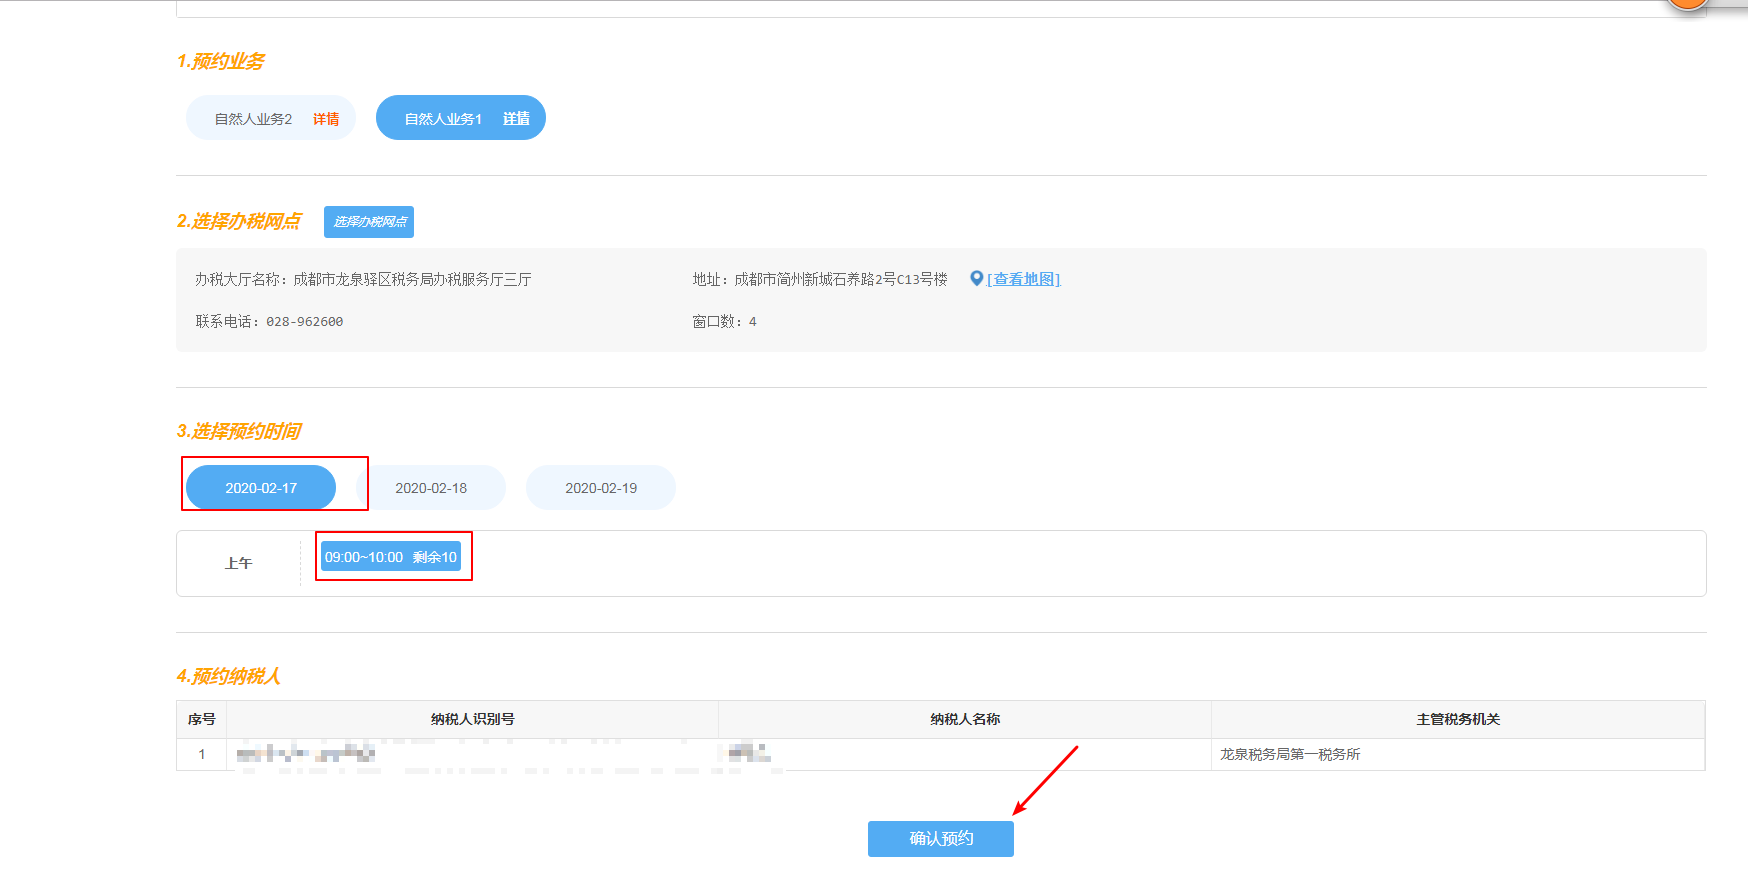 1.预约业务
自然人业务2 详情 自然人业务1 详情
2.选择办税网点 选择办税网点
办税大厅名称：成都市龙泉驿区税务局办税服务厅三厅 地址：成都市简州新城石养路2号C13号楼 [查看地图]
联系电话：028-962600 窗口数：4
3.选择预约时间
2020-02-17 2020-02-18 2020-02-19
上午 09:00~10:00 剩余10
4.预约纳税人
序号 纳税人识别号 纳税人名称 主管税务机关
1 龙泉税务局第一税务所
确认预约